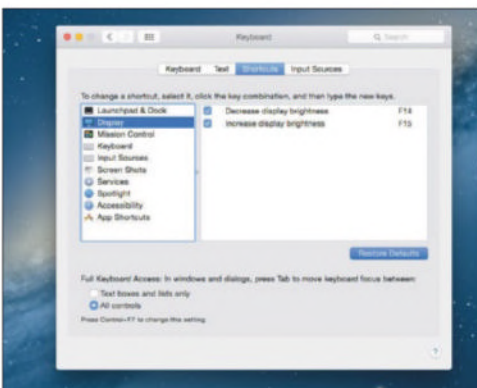 Keyboard
Search
Keyboard Text Shortcuts Input Sources
To change a shortcut, select it, click the key combination, and then type the new keys.
Launchpad & Dock
Display
Mission Control
Keyboard
Input Sources
Screen Shots
Services
Spotlight
Accessibility
App Shortcuts
Decrease display brightness F14
Increase display brightness F15
Restore Defaults
Full Keyboard Access: In windows and dialogs, press Tab to move keyboard focus between:
Text boxes and lists only
All controls
Press Control+F7 to change this setting.
?